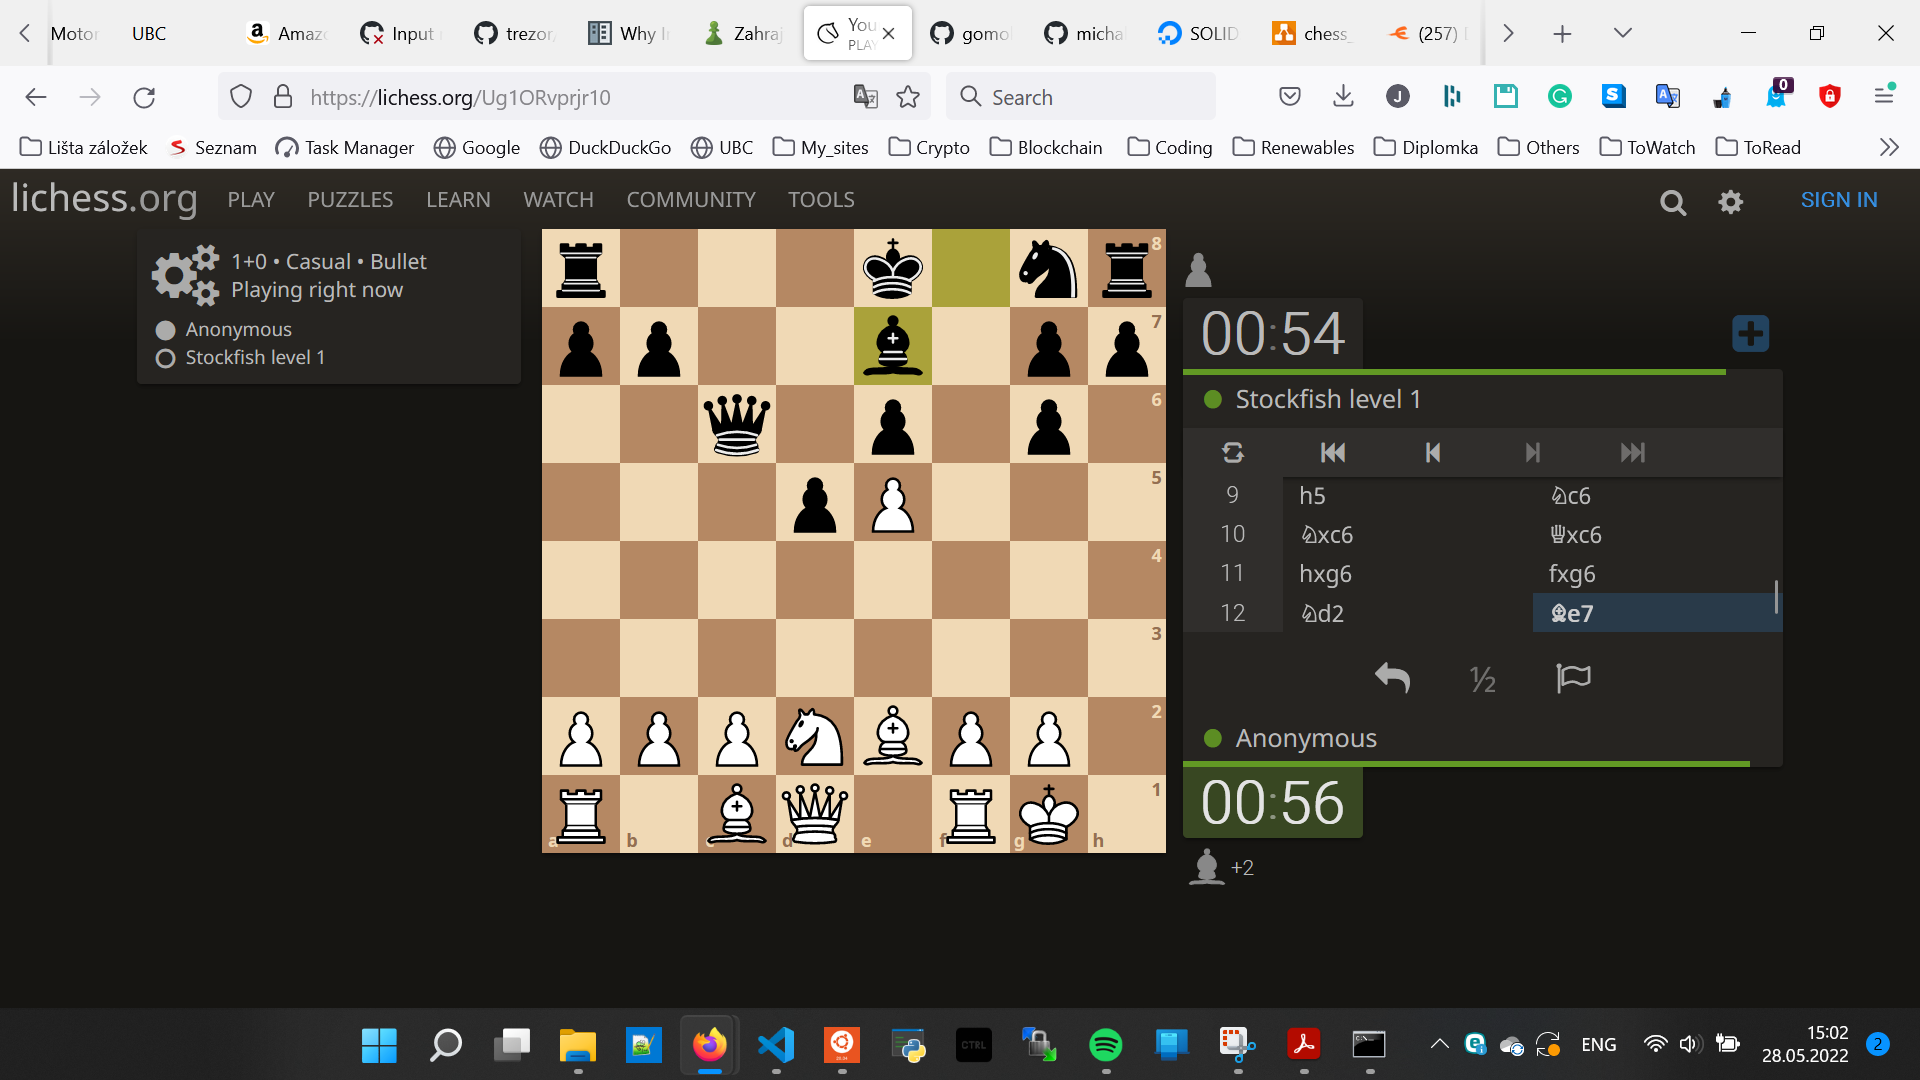 Motor
UBC
Amaz
Input
trezor,
Why I
Zahraj
You
PLAY
gomo
micha
SOLID
chess_
(257)
https://lichess.org/Ug1ORvprjr10
Search
0
Lišta záložek
Seznam
Task Manager
Google
DuckDuckGo
UBC
My_sites
Crypto
Blockchain
Coding
Renewables
Diplomka
Others
ToWatch
ToRead
lichess.org
PLAY
PUZZLES
LEARN
WATCH
COMMUNITY
TOOLS
SIGN IN
1+0 • Casual • Bullet
Playing right now
Anonymous
Stockfish level 1
8
7
6
5
4
3
2
1
a
b
c
d
e
f
g
h
00:54
Stockfish level 1
9 h5 ♘c6
10 ♘xc6 ♕xc6
11 hxg6 fxg6
12 ♘d2 ♗e7
½
Anonymous
00:56
+2
CTRL
ENG
15:02
28.05.2022
2